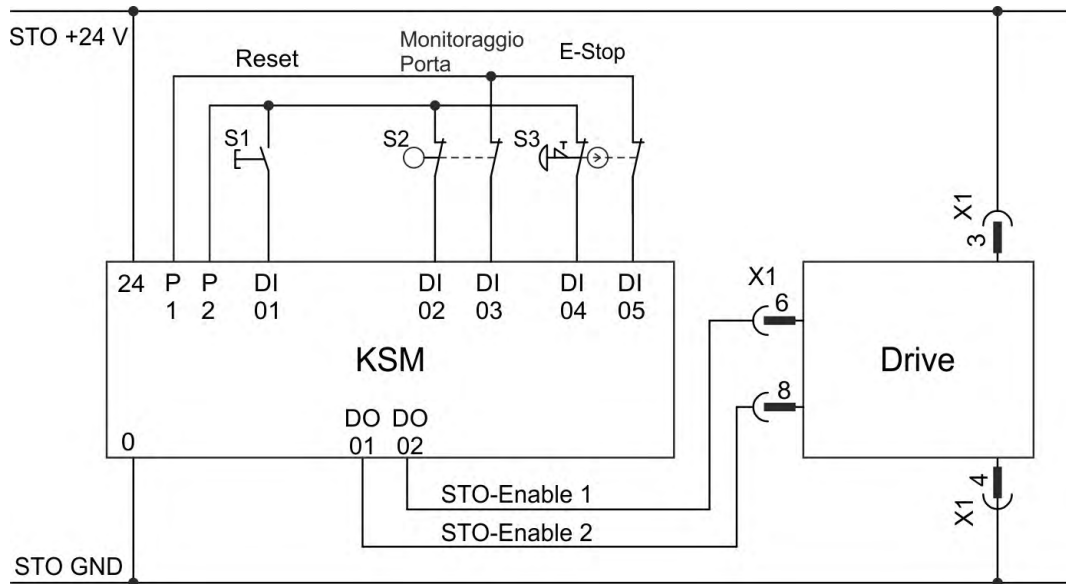 STO +24 V
Reset
Monitoraggio
Porta
E-Stop
S1
S2
S3
X1
3
24 P P DI DI DI DI DI
1 2 01 02 03 04 05
X1
6
KSM
Drive
8
DO DO
0 01 02
4
X1
STO-Enable 1
STO-Enable 2
STO GND